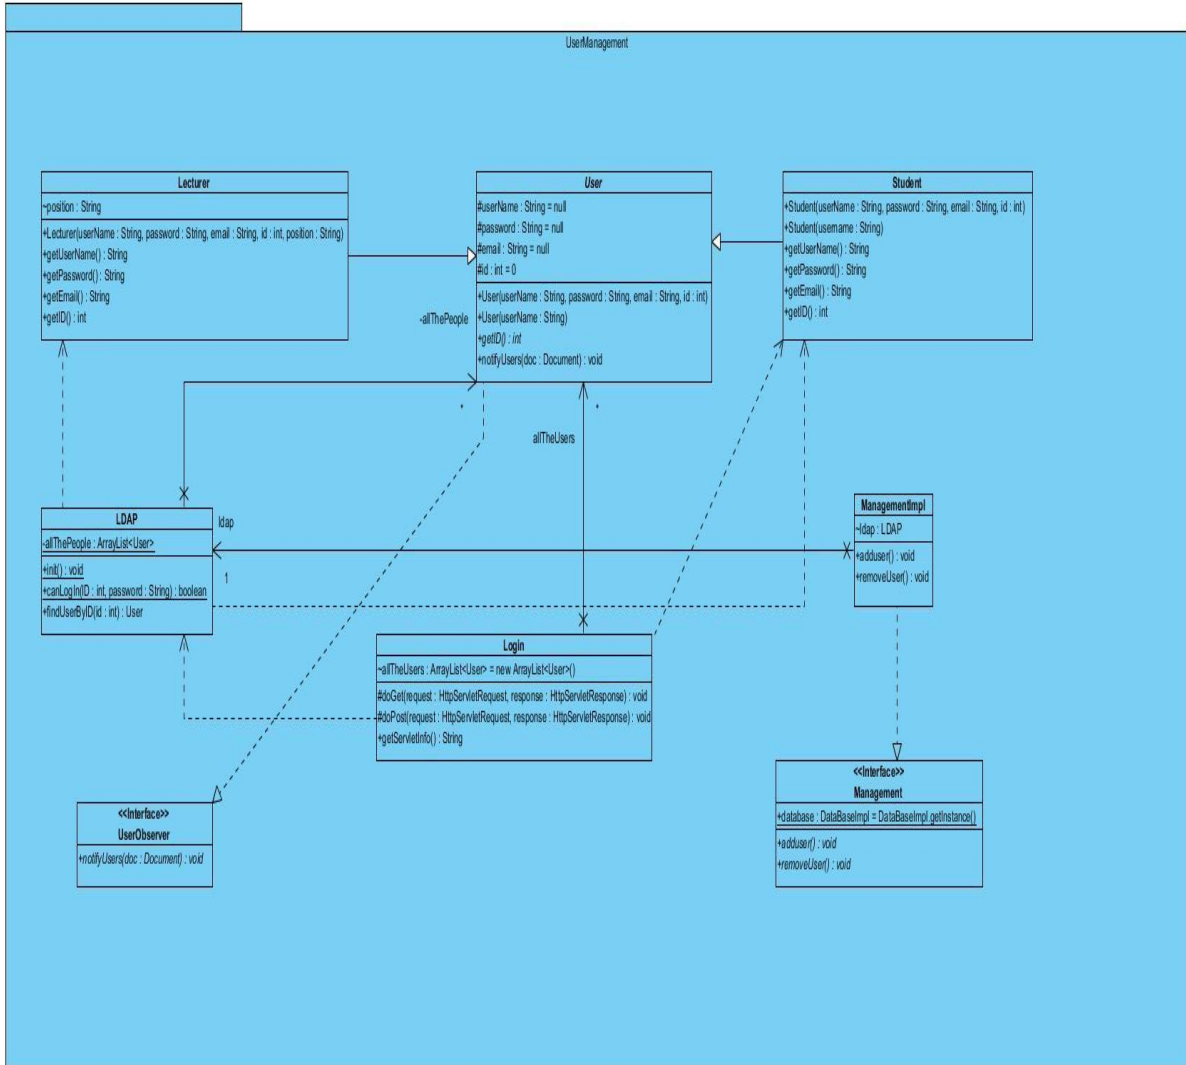 UserManagement
Lecturer
~position : String
+Lecturer(userName : String, password : String, email : String, id : int, position : String)
+getUserName() : String
+getPassword() : String
+getEmail() : String
+getID() : int
User
#userName : String = null
#password : String = null
#email : String = null
#id : int = 0
+User(userName : String, password : String, email : String, id : int)
+User(userName : String)
+getID() : int
+notifyUsers(doc : Document) : void
Student
+Student(userName : String, password : String, email : String, id : int)
+Student(username : String)
+getUserName() : String
+getPassword() : String
+getEmail() : String
+getID() : int
-allThePeople
*
*
allTheUsers
LDAP
-allThePeople : ArrayList<User>
+init() : void
+canLogIn(ID : int, password : String) : boolean
+findUserByID(id : int) : User
ldap
1
ManagementImpl
~ldap : LDAP
+adduser() : void
+removeUser() : void
Login
~allTheUsers : ArrayList<User> = new ArrayList<User>()
#doGet(request : HttpServletRequest, response : HttpServletResponse) : void
#doPost(request : HttpServletRequest, response : HttpServletResponse) : void
+getServletInfo() : String
<<Interface>>
UserObserver
+notifyUsers(doc : Document) : void
<<Interface>>
Management
+database : DataBaseImpl = DataBaseImpl.getInstance()
+adduser() : void
+removeUser() : void